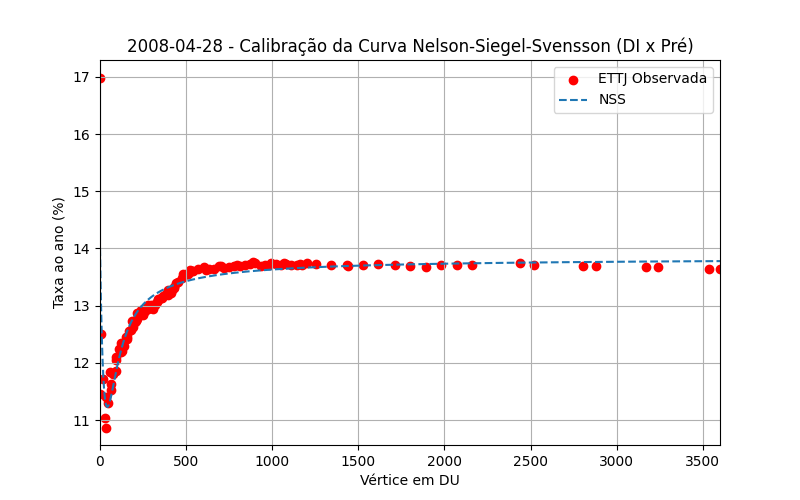 2008-04-28 - Calibração da Curva Nelson-Siegel-Svensson (DI x Pré)
ETTJ Observada
NSS
Taxa ao ano (%)
17
16
15
14
13
12
11
0 500 1000 1500 2000 2500 3000 3500
Vértice em DU